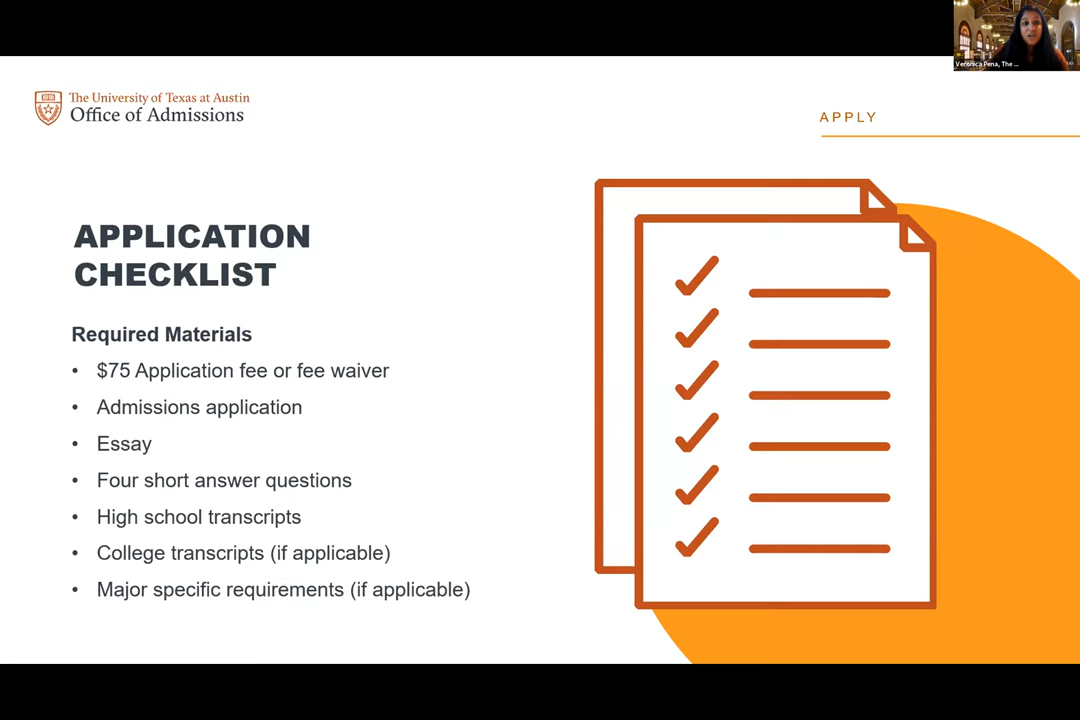 Veronica Pena, The ...
The University of Texas at Austin
Office of Admissions
APPLY
APPLICATION
CHECKLIST
Required Materials
• $75 Application fee or fee waiver
• Admissions application
• Essay
• Four short answer questions
• High school transcripts
• College transcripts (if applicable)
• Major specific requirements (if applicable)